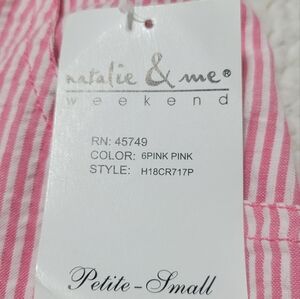 natalie & me®
weekend
RN: 45749
COLOR: 6PINK PINK
STYLE: H18CR717P
Petite-Small